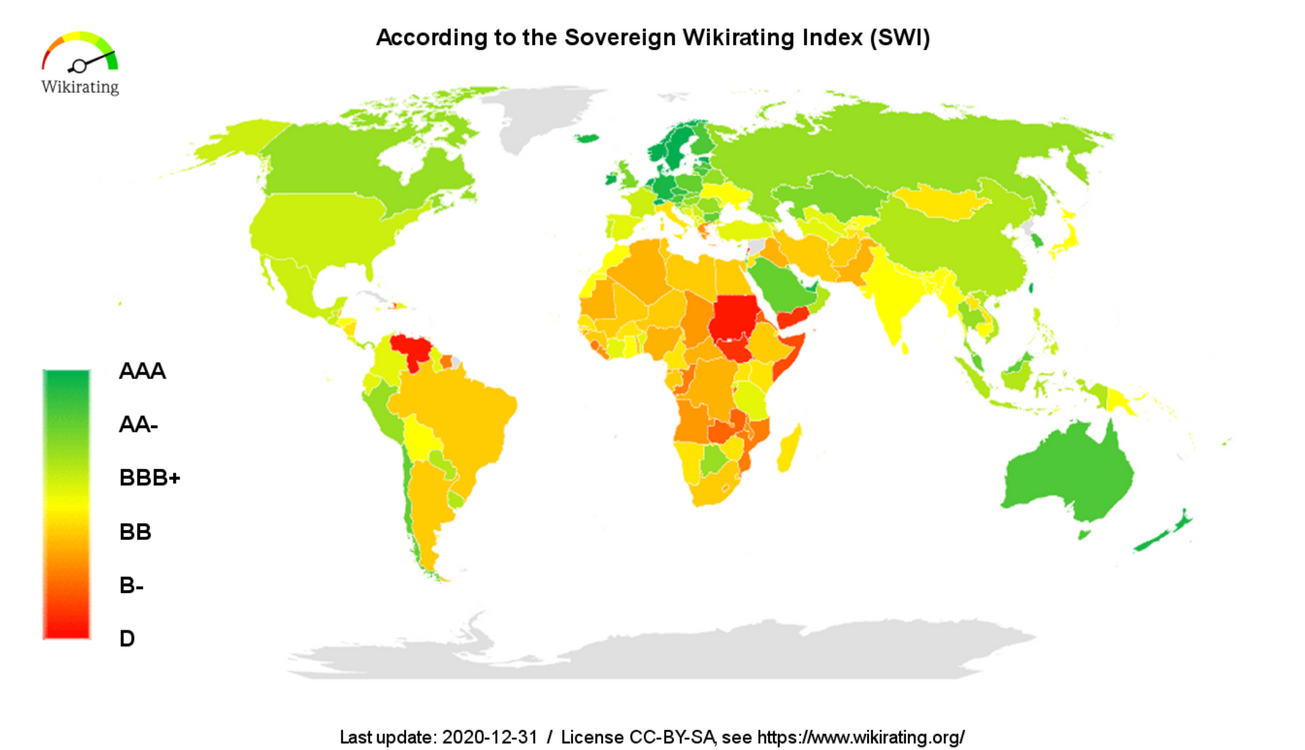 According to the Sovereign Wikirating Index (SWI)
Wikirating
AAA
AA-
BBB+
BB
B-
D
Last update: 2020-12-31 / License CC-BY-SA, see https://www.wikirating.org/